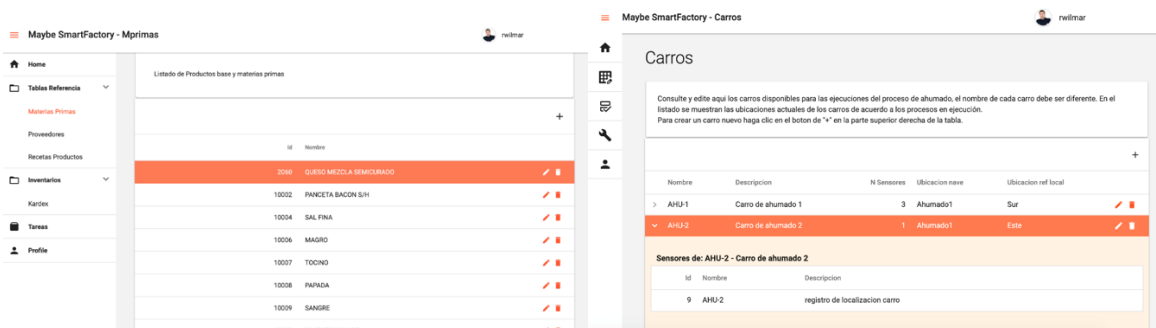 Maybe SmartFactory - Mprimas
rwilmar
Home
Tablas Referencia
Materias Primas
Proveedores
Recetas Productos
Inventarios
Kardex
Tareas
Profile
Listado de Productos base y materias primas
+
Id Nombre
2060 QUESO MEZCLA SEMICURADO
10002 PANCETA BACON S/H
10004 SAL FINA
10006 MAGRO
10007 TOCINO
10008 PAPADA
10009 SANGRE
Maybe SmartFactory - Carros
rwilmar
Carros
Consulte y edite aqui los carros disponibles para las ejecuciones del proceso de ahumado, el nombre de cada carro debe ser diferente. En el
listado se muestran las ubicaciones actuales de los carros de acuerdo a los procesos en ejecución.
Para crear un carro nuevo haga clic en el boton de "+" en la parte superior derecha de la tabla.
+
Nombre Descripcion N Sensores Ubicacion nave Ubicacion ref local
AHU-1 Carro de ahumado 1 3 Ahumado1 Sur
AHU-2 Carro de ahumado 2 1 Ahumado1 Este
Sensores de: AHU-2 - Carro de ahumado 2
Id Nombre Descripcion
9 AHU-2 registro de localizacion carro